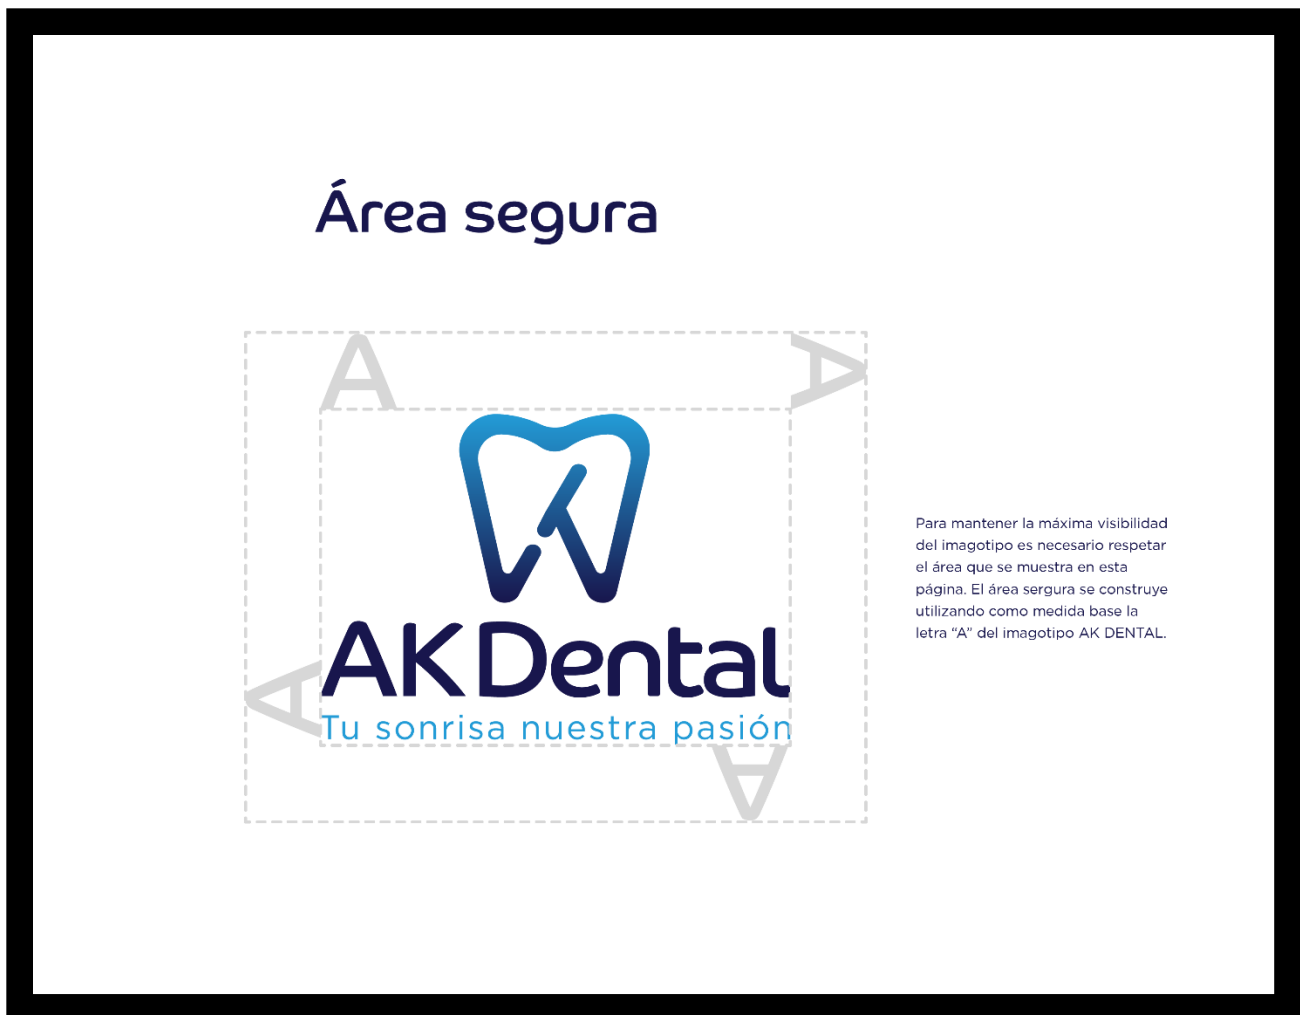 Área segura
A
A
AK Dental
A
Tu sonrisa nuestra pasión
A
Para mantener la máxima visibilidad
del imagotipo es necesario respetar
el área que se muestra en esta
página. El área sergura se construye
utilizando como medida base la
letra “A” del imagotipo AK DENTAL.